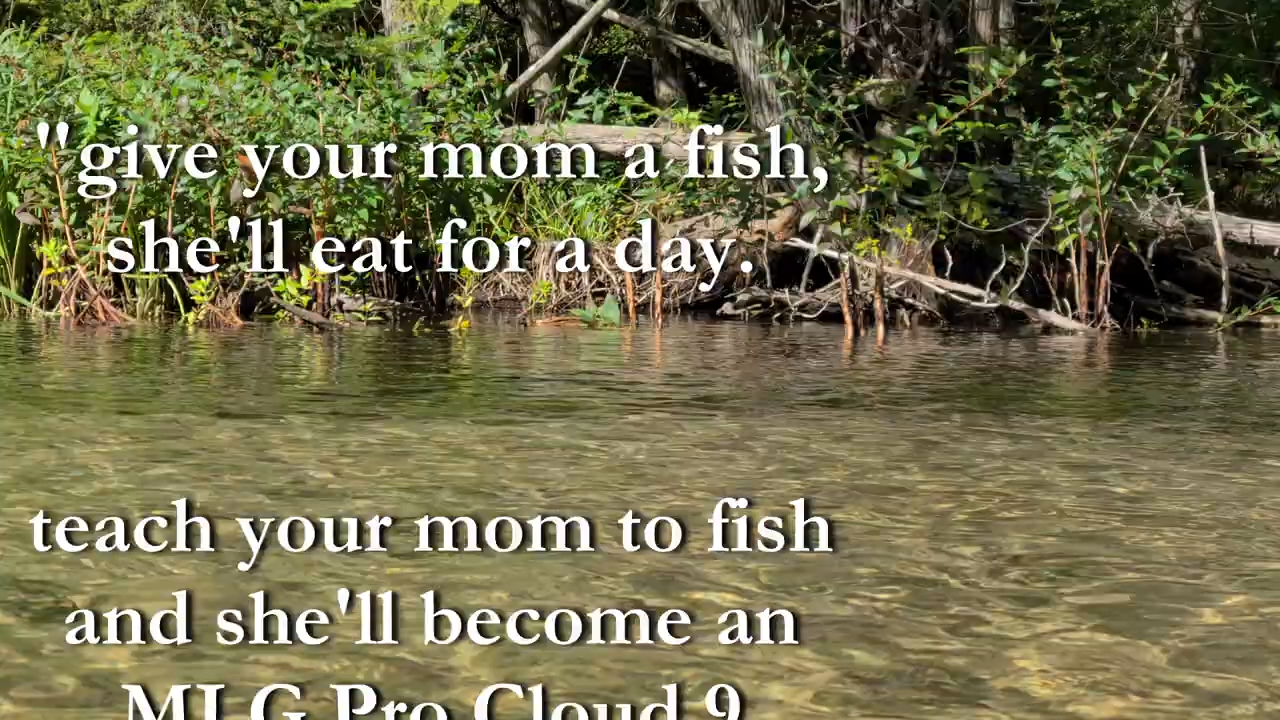 "give your mom a fish,
she'll eat for a day.
teach your mom to fish
and she'll become an
MLG Pro Cloud 9